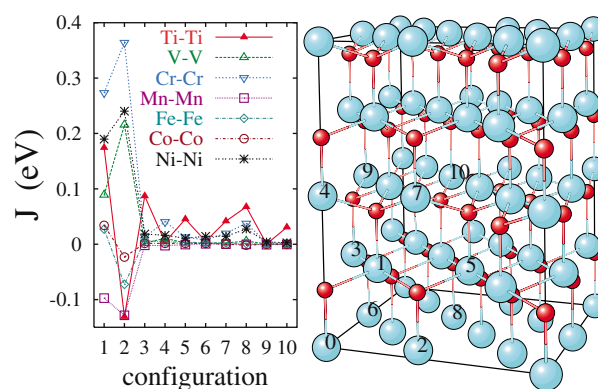 J (eV)
0.4
0.3
0.2
0.1
0
-0.1
Ti-Ti
V-V
Cr-Cr
Mn-Mn
Fe-Fe
Co-Co
Ni-Ni
1 2 3 4 5 6 7 8 9 10
configuration
9 10
4 7
3 5
6 8
0 2